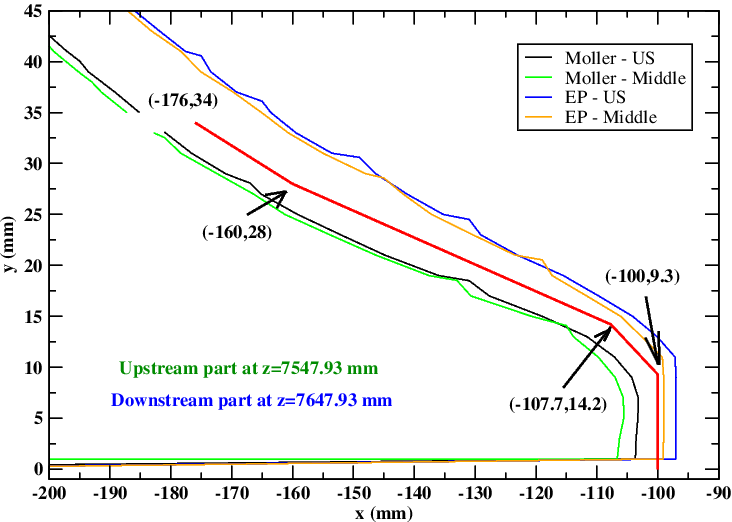 45
40
35
30
25
20
15
10
5
0
y (mm)
Moller - US
Moller - Middle
EP - US
EP - Middle
(-176,34)
(-160,28)
(-100,9.3)
Upstream part at z=7547.93 mm
Downstream part at z=7647.93 mm
(-107.7,14.2)
-200 -190 -180 -170 -160 -150 -140 -130 -120 -110 -100 -90
x (mm)